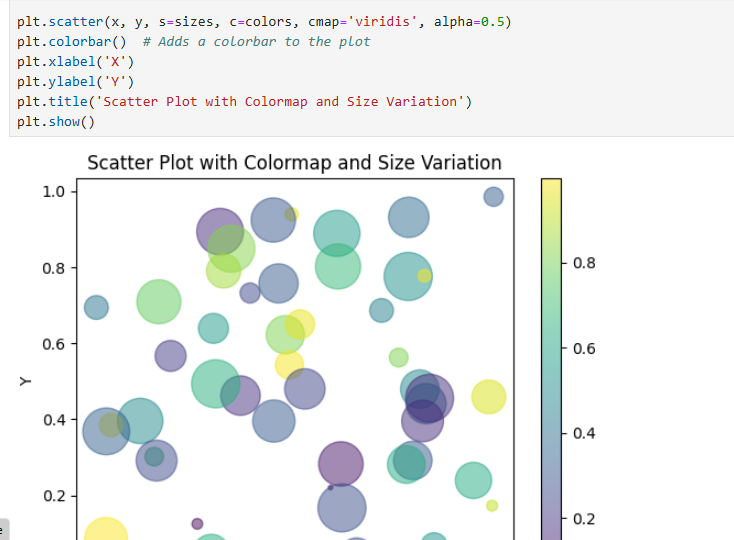 plt.scatter(x, y, s=sizes, c=colors, cmap='viridis', alpha=0.5)
plt.colorbar()  # Adds a colorbar to the plot
plt.xlabel('X')
plt.ylabel('Y')
plt.title('Scatter Plot with Colormap and Size Variation')
plt.show()
Scatter Plot with Colormap and Size Variation
1.0
0.8
0.8
0.6
0.6
Y
0.4
0.4
0.2
0.2
e